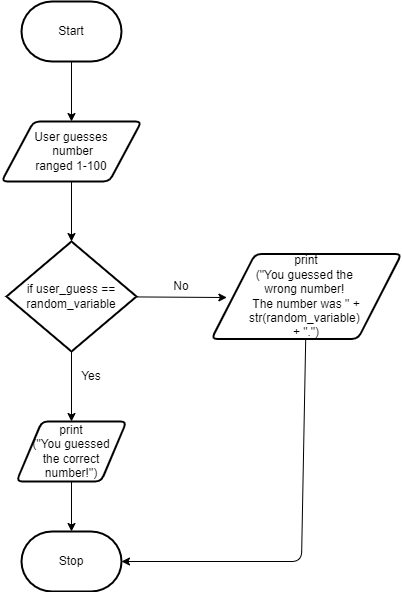 Start
User guesses
number
ranged 1-100
if user_guess ==
random_variable
No
print
("You guessed the
wrong number!
The number was " +
str(random_variable)
+ ".")
Yes
print
("You guessed
the correct
number!")
Stop